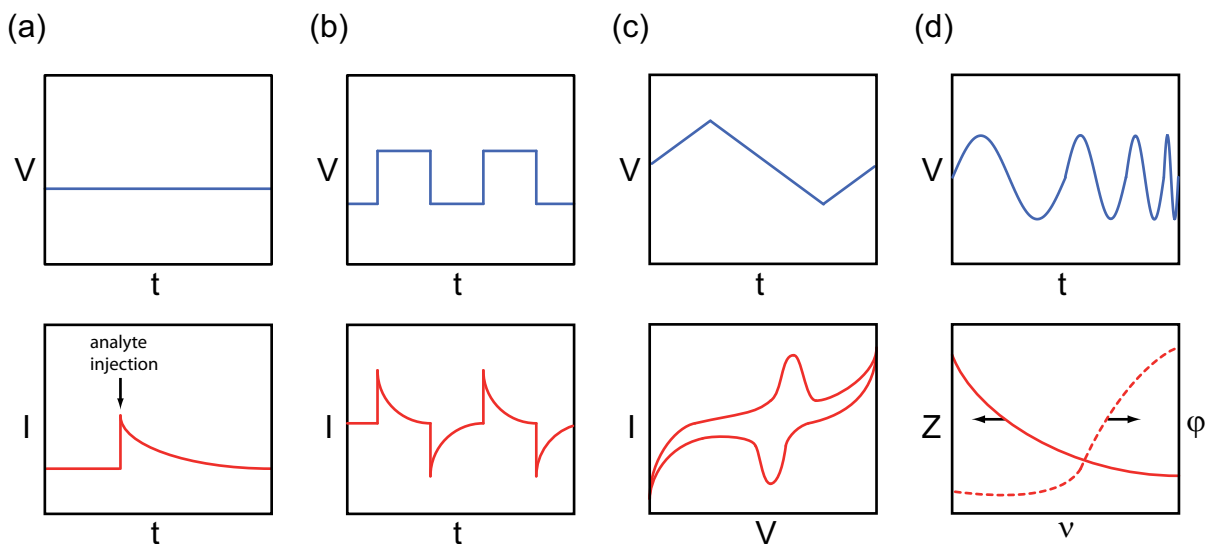 (a)
(b)
(c)
(d)
V
t
V
t
V
t
V
t
analyte
injection
I
t
I
t
I
V
Z
φ
ν